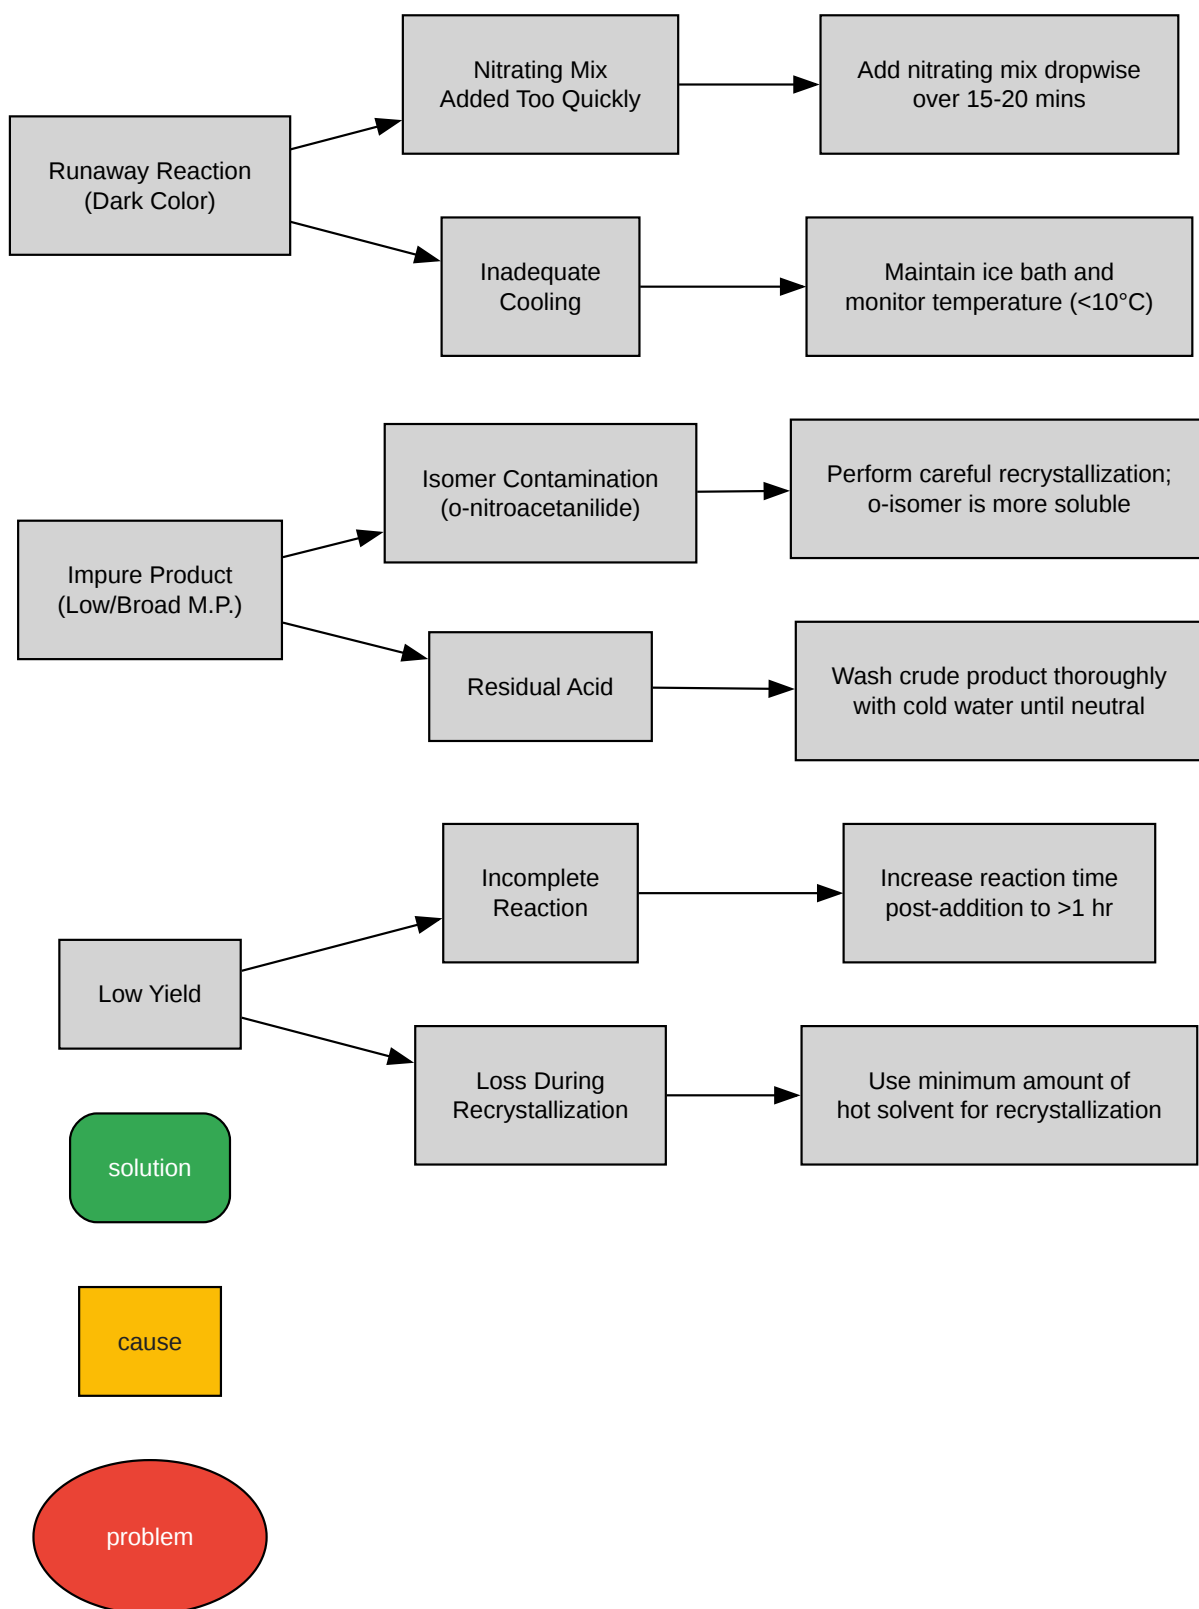 Runaway Reaction
(Dark Color)
Nitrating Mix
Added Too Quickly
Add nitrating mix dropwise
over 15-20 mins
Inadequate
Cooling
Maintain ice bath and
monitor temperature (<10°C)
Impure Product
(Low/Broad M.P.)
Isomer Contamination
(o-nitroacetanilide)
Perform careful recrystallization;
o-isomer is more soluble
Residual Acid
Wash crude product thoroughly
with cold water until neutral
Low Yield
Incomplete
Reaction
Increase reaction time
post-addition to >1 hr
Loss During
Recrystallization
Use minimum amount of
hot solvent for recrystallization
solution
cause
problem